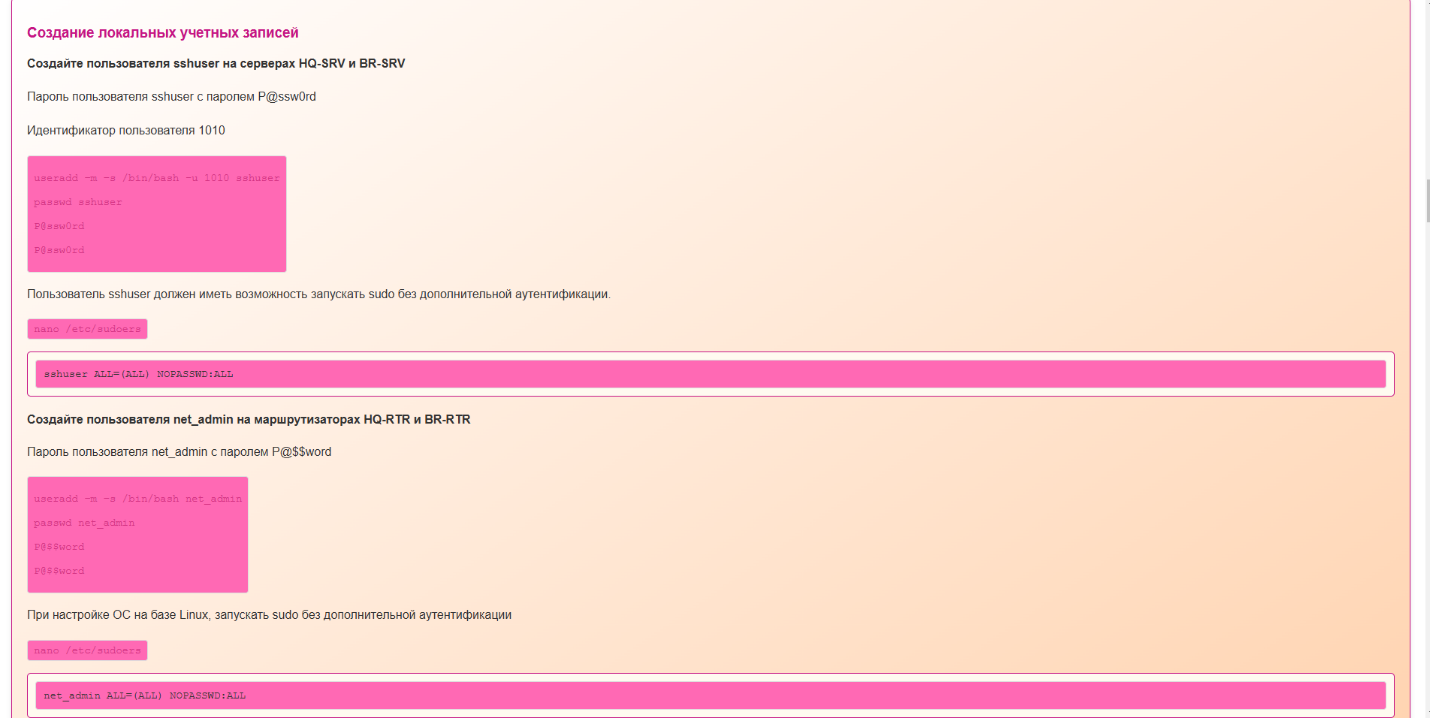 Создание локальных учетных записей
Создайте пользователя sshuser на серверах HQ-SRV и BR-SRV
Пароль пользователя sshuser с паролем P@ssw0rd
Идентификатор пользователя 1010
useradd -m -s /bin/bash -u 1010 sshuser
passwd sshuser
P@ssw0rd
P@ssw0rd
Пользователь sshuser должен иметь возможность запускать sudo без дополнительной аутентификации.
nano /etc/sudoers
sshuser ALL=(ALL) NOPASSWD:ALL
Создайте пользователя net_admin на маршрутизаторах HQ-RTR и BR-RTR
Пароль пользователя net_admin с паролем P@$$word
useradd -m -s /bin/bash net_admin
passwd net_admin
P@$$word
P@$$word
При настройке ОС на базе Linux, запускать sudo без дополнительной аутентификации
nano /etc/sudoers
net_admin ALL=(ALL) NOPASSWD:ALL